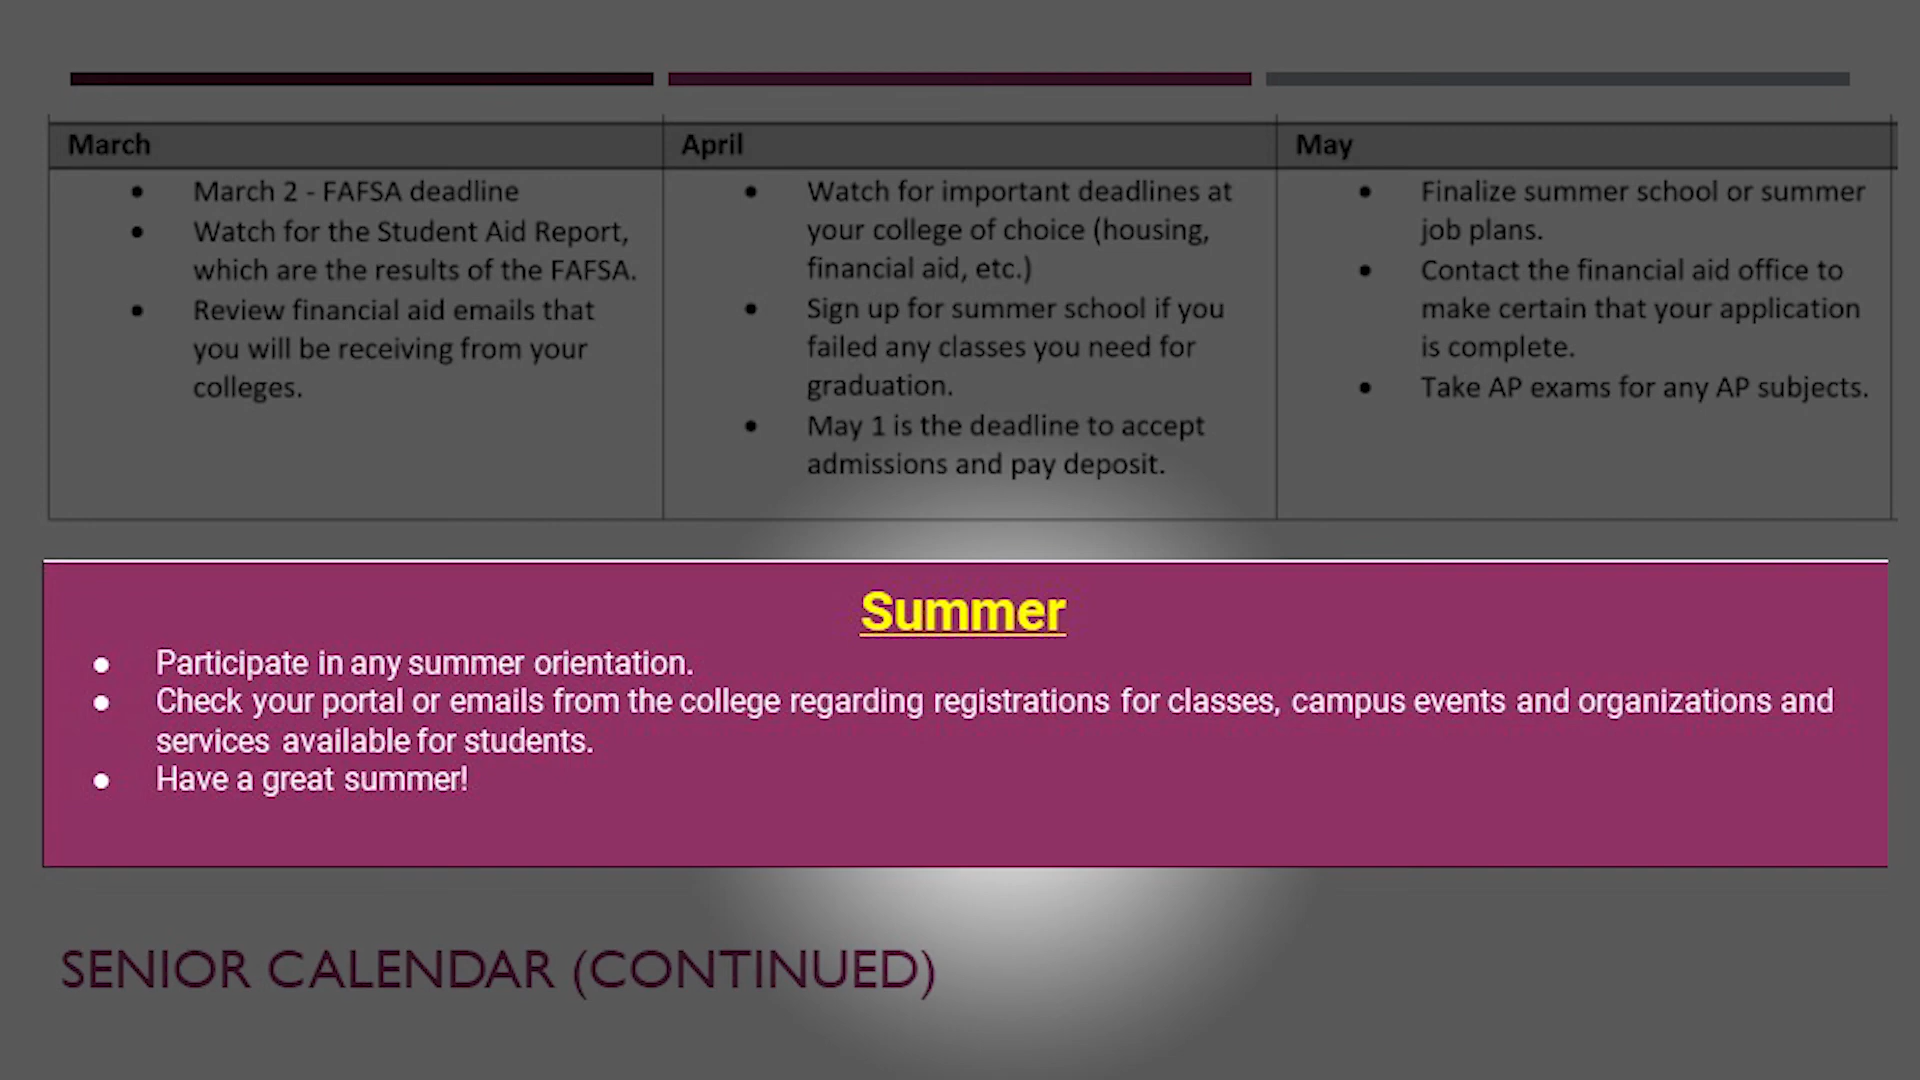 March
• March 2 - FAFSA deadline
• Watch for the Student Aid Report,
which are the results of the FAFSA.
• Review financial aid emails that
you will be receiving from your
colleges.
April
• Watch for important deadlines at
your college of choice (housing,
financial aid, etc.)
• Sign up for summer school if you
failed any classes you need for
graduation.
• May 1 is the deadline to accept
admissions and pay deposit.
May
• Finalize summer school or summer
job plans.
• Contact the financial aid office to
make certain that your application
is complete.
• Take AP exams for any AP subjects.
Summer
● Participate in any summer orientation.
● Check your portal or emails from the college regarding registrations for classes, campus events and organizations and
services available for students.
● Have a great summer!
SENIOR CALENDAR (CONTINUED)